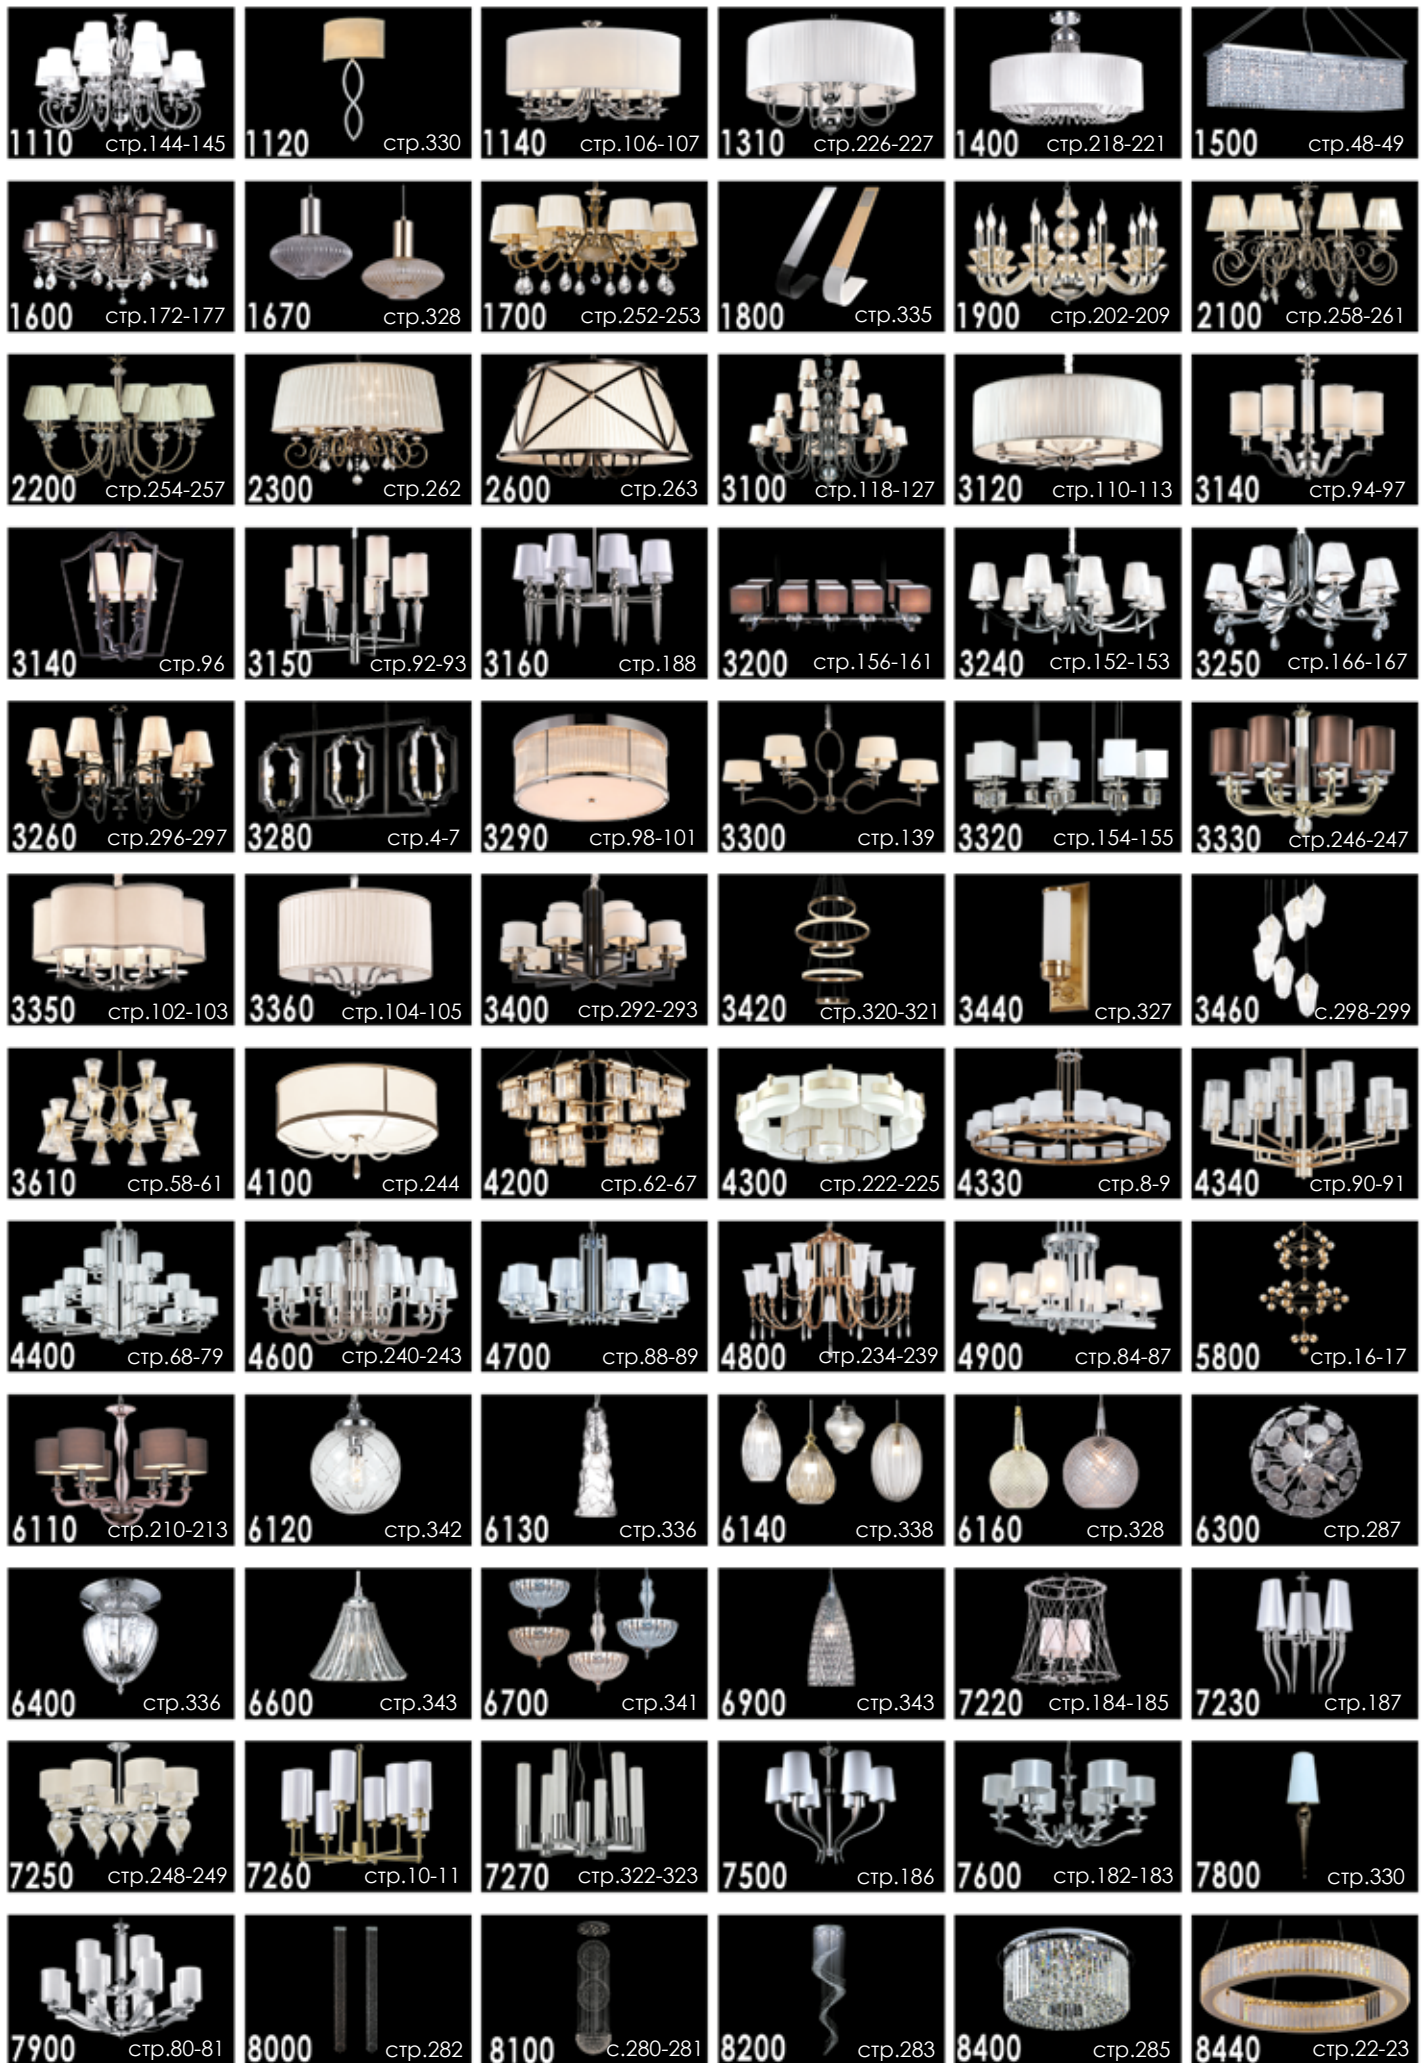 1110 стр.144-145
1120 стр.330
1140 стр.106-107
1310 стр.226-227
1400 стр.218-221
1500 стр.48-49
1600 стр.172-177
1670 стр.328
1700 стр.252-253
1800 стр.335
1900 стр.202-209
2100 стр.258-261
2200 стр.254-257
2300 стр.262
2600 стр.263
3100 стр.118-127
3120 стр.110-113
3140 стр.94-97
3140 стр.96
3150 стр.92-93
3160 стр.188
3200 стр.156-161
3240 стр.152-153
3250 стр.166-167
3260 стр.296-297
3280 стр.4-7
3290 стр.98-101
3300 стр.139
3320 стр.154-155
3330 стр.246-247
3350 стр.102-103
3360 стр.104-105
3400 стр.292-293
3420 стр.320-321
3440 стр.327
3460 с.298-299
3610 стр.58-61
4100 стр.244
4200 стр.62-67
4300 стр.222-225
4330 стр.8-9
4340 стр.90-91
4400 стр.68-79
4600 стр.240-243
4700 стр.88-89
4800 стр.234-239
4900 стр.84-87
5800 стр.16-17
6110 стр.210-213
6120 стр.342
6130 стр.336
6140 стр.338
6160 стр.328
6300 стр.287
6400 стр.336
6600 стр.343
6700 стр.341
6900 стр.343
7220 стр.184-185
7230 стр.187
7250 стр.248-249
7260 стр.10-11
7270 стр.322-323
7500 стр.186
7600 стр.182-183
7800 стр.330
7900 стр.80-81
8000 стр.282
8100 с.280-281
8200 стр.283
8400 стр.285
8440 стр.22-23